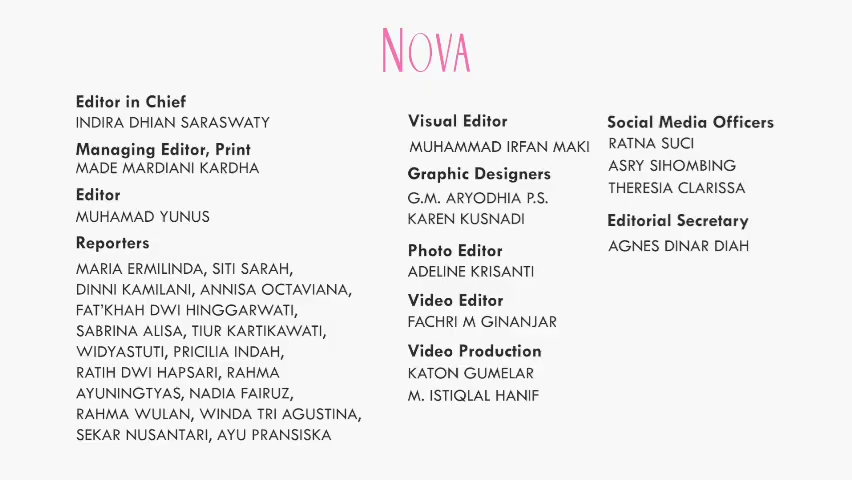 NOVA
Editor in Chief
INDIRA DHIAN SARASWATY
Managing Editor, Print
MADE MARDIANI KARDHA
Editor
MUHAMAD YUNUS
Reporters
MARIA ERMILINDA, SITI SARAH,
DINNI KAMILANI, ANNISA OCTAVIANA,
FAT'KHAH DWI HINGGARWATI,
SABRINA ALISA, TIUR KARTIKAWATI,
WIDYASTUTI, PRICILIA INDAH,
RATIH DWI HAPSARI, RAHMA
AYUNINGTYAS, NADIA FAIRUZ,
RAHMA WULAN, WINDA TRI AGUSTINA,
SEKAR NUSANTARI, AYU PRANSISKA
Visual Editor
MUHAMMAD IRFAN MAKI
Graphic Designers
G.M. ARYODHIA P.S.
KAREN KUSNADI
Photo Editor
ADELINE KRISANTI
Video Editor
FACHRI M GINANJAR
Video Production
KATON GUMELAR
M. ISTIQLAL HANIF
Social Media Officers
RATNA SUCI
ASRY SIHOMBING
THERESIA CLARISSA
Editorial Secretary
AGNES DINAR DIAH